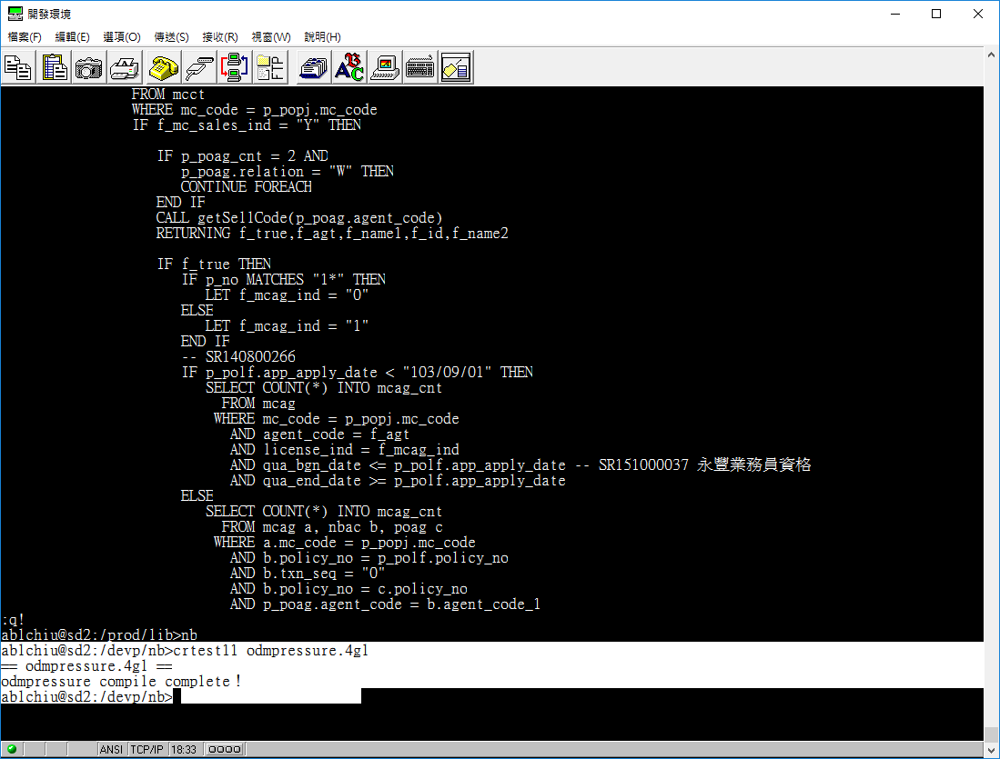 開發環境
檔案(F) 編輯(E) 選項(O) 傳送(S) 接收(R) 視窗(W) 說明(H)
FROM mcct
WHERE mc_code = p_popj.mc_code
IF f_mc_sales_ind = "Y" THEN
IF p_poag_cnt = 2 AND
p_poag.relation = "W" THEN
CONTINUE FOREACH
END IF
CALL getSellCode(p_poag.agent_code)
RETURNING f_true,f_agt,f_name1,f_id,f_name2
IF f_true THEN
IF p_no MATCHES "1*" THEN
LET f_mcag_ind = "0"
ELSE
LET f_mcag_ind = "1"
END IF
-- SR140800266
IF p_polf.app_apply_date < "103/09/01" THEN
SELECT COUNT(*) INTO mcag_cnt
FROM mcag
WHERE mc_code = p_popj.mc_code
AND agent_code = f_agt
AND license_ind = f_mcag_ind
AND qua_bgn_date <= p_polf.app_apply_date -- SR151000037 永豐業務員資格
AND qua_end_date >= p_polf.app_apply_date
ELSE
SELECT COUNT(*) INTO mcag_cnt
FROM mcag a, nbac b, poag c
WHERE a.mc_code = p_popj.mc_code
AND b.policy_no = p_polf.policy_no
AND b.txn_seq = "0"
AND b.policy_no = c.policy_no
AND p_poag.agent_code = b.agent_code_1
:q!
ablchiu@sd2:/prod/lib>nb
ablchiu@sd2:/devp/nb>crtest11 odmpressure.4gl
== odmpressure.4gl ==
odmpressure compile complete !
ablchiu@sd2:/devp/nb>
ANSI TCP/IP 18:33